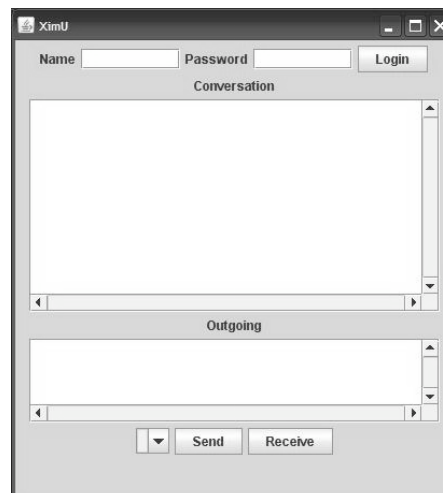 XimU
Name Password Login
Conversation
Outgoing
Send Receive